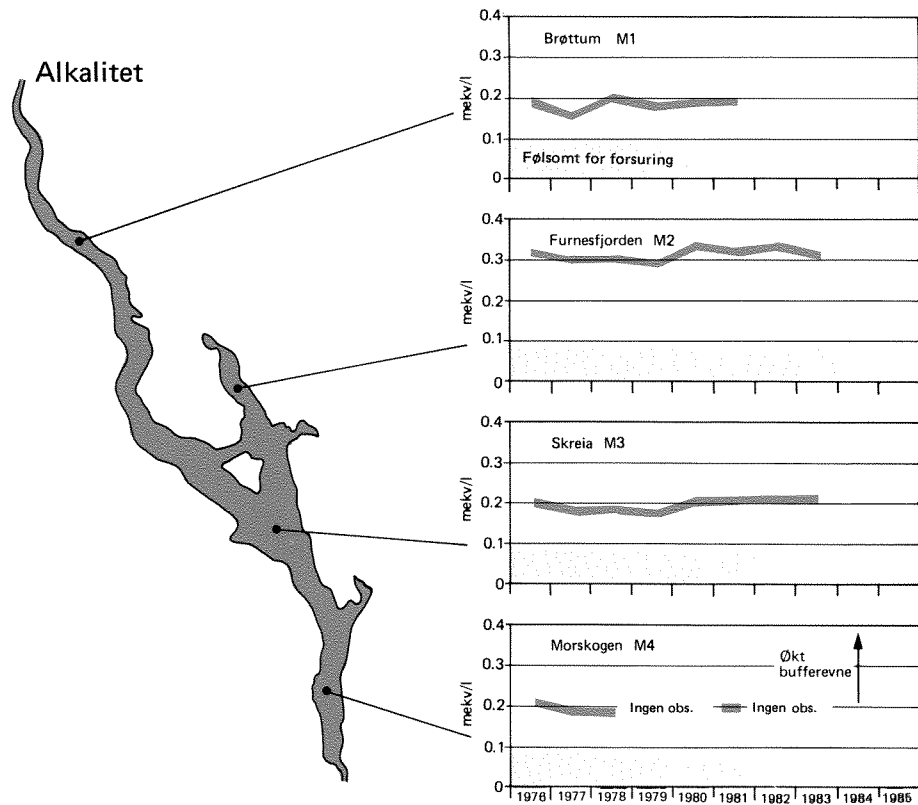 Alkalitet
0.4
Brøttum M1
0.3
mekv/l
0.2
0.1
Følsomt for forsuring
0
0.4
Furnesfjorden M2
0.3
mekv/l
0.2
0.1
0
0.4
Skreia M3
0.3
mekv/l
0.2
0.1
0
0.4
Morskogen M4
Økt
bufferevne
0.3
mekv/l
0.2
Ingen obs.
Ingen obs.
0.1
0
1976 1977 1978 1979 1980 1981 1982 1983 1984 1985